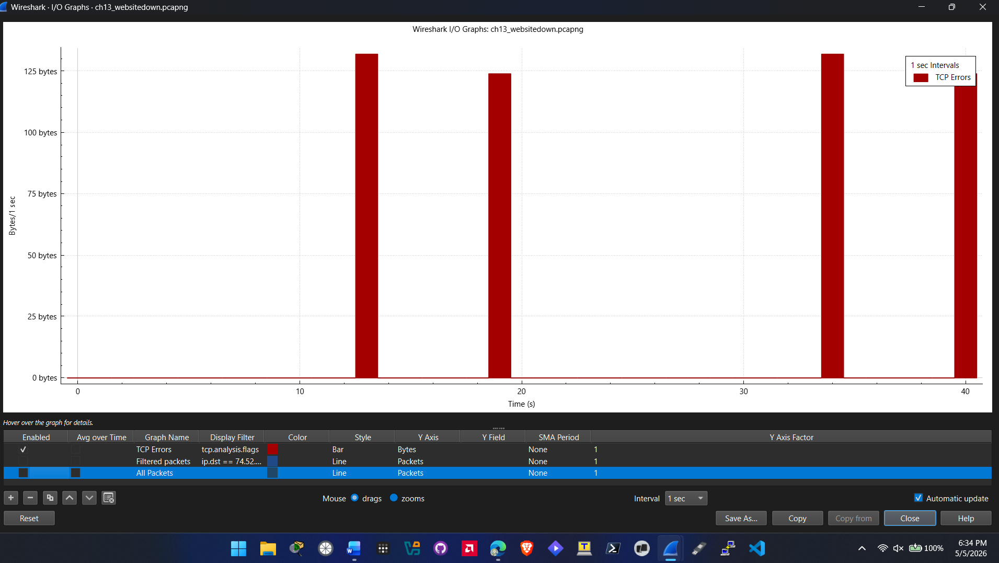 Wireshark · I/O Graphs · ch13_websitedown.pcapng
Wireshark I/O Graphs: ch13_websitedown.pcapng
1 sec Intervals
TCP Errors
125 bytes
100 bytes
75 bytes
50 bytes
25 bytes
0 bytes
Bytes/1 sec
0 10 20 30 40
Time (s)
Hover over the graph for details.
Enabled Avg over Time Graph Name Display Filter Color Style Y Axis Y Field SMA Period Y Axis Factor
TCP Errors tcp.analysis.flags Bar Bytes None 1
Filtered packets ip.dst == 74.52.... Line Packets None 1
All Packets Line Packets None 1
Mouse drags zooms Interval 1 sec Automatic update
Reset Save As... Copy Copy from Close Help
100% 6:34 PM
5/5/2026